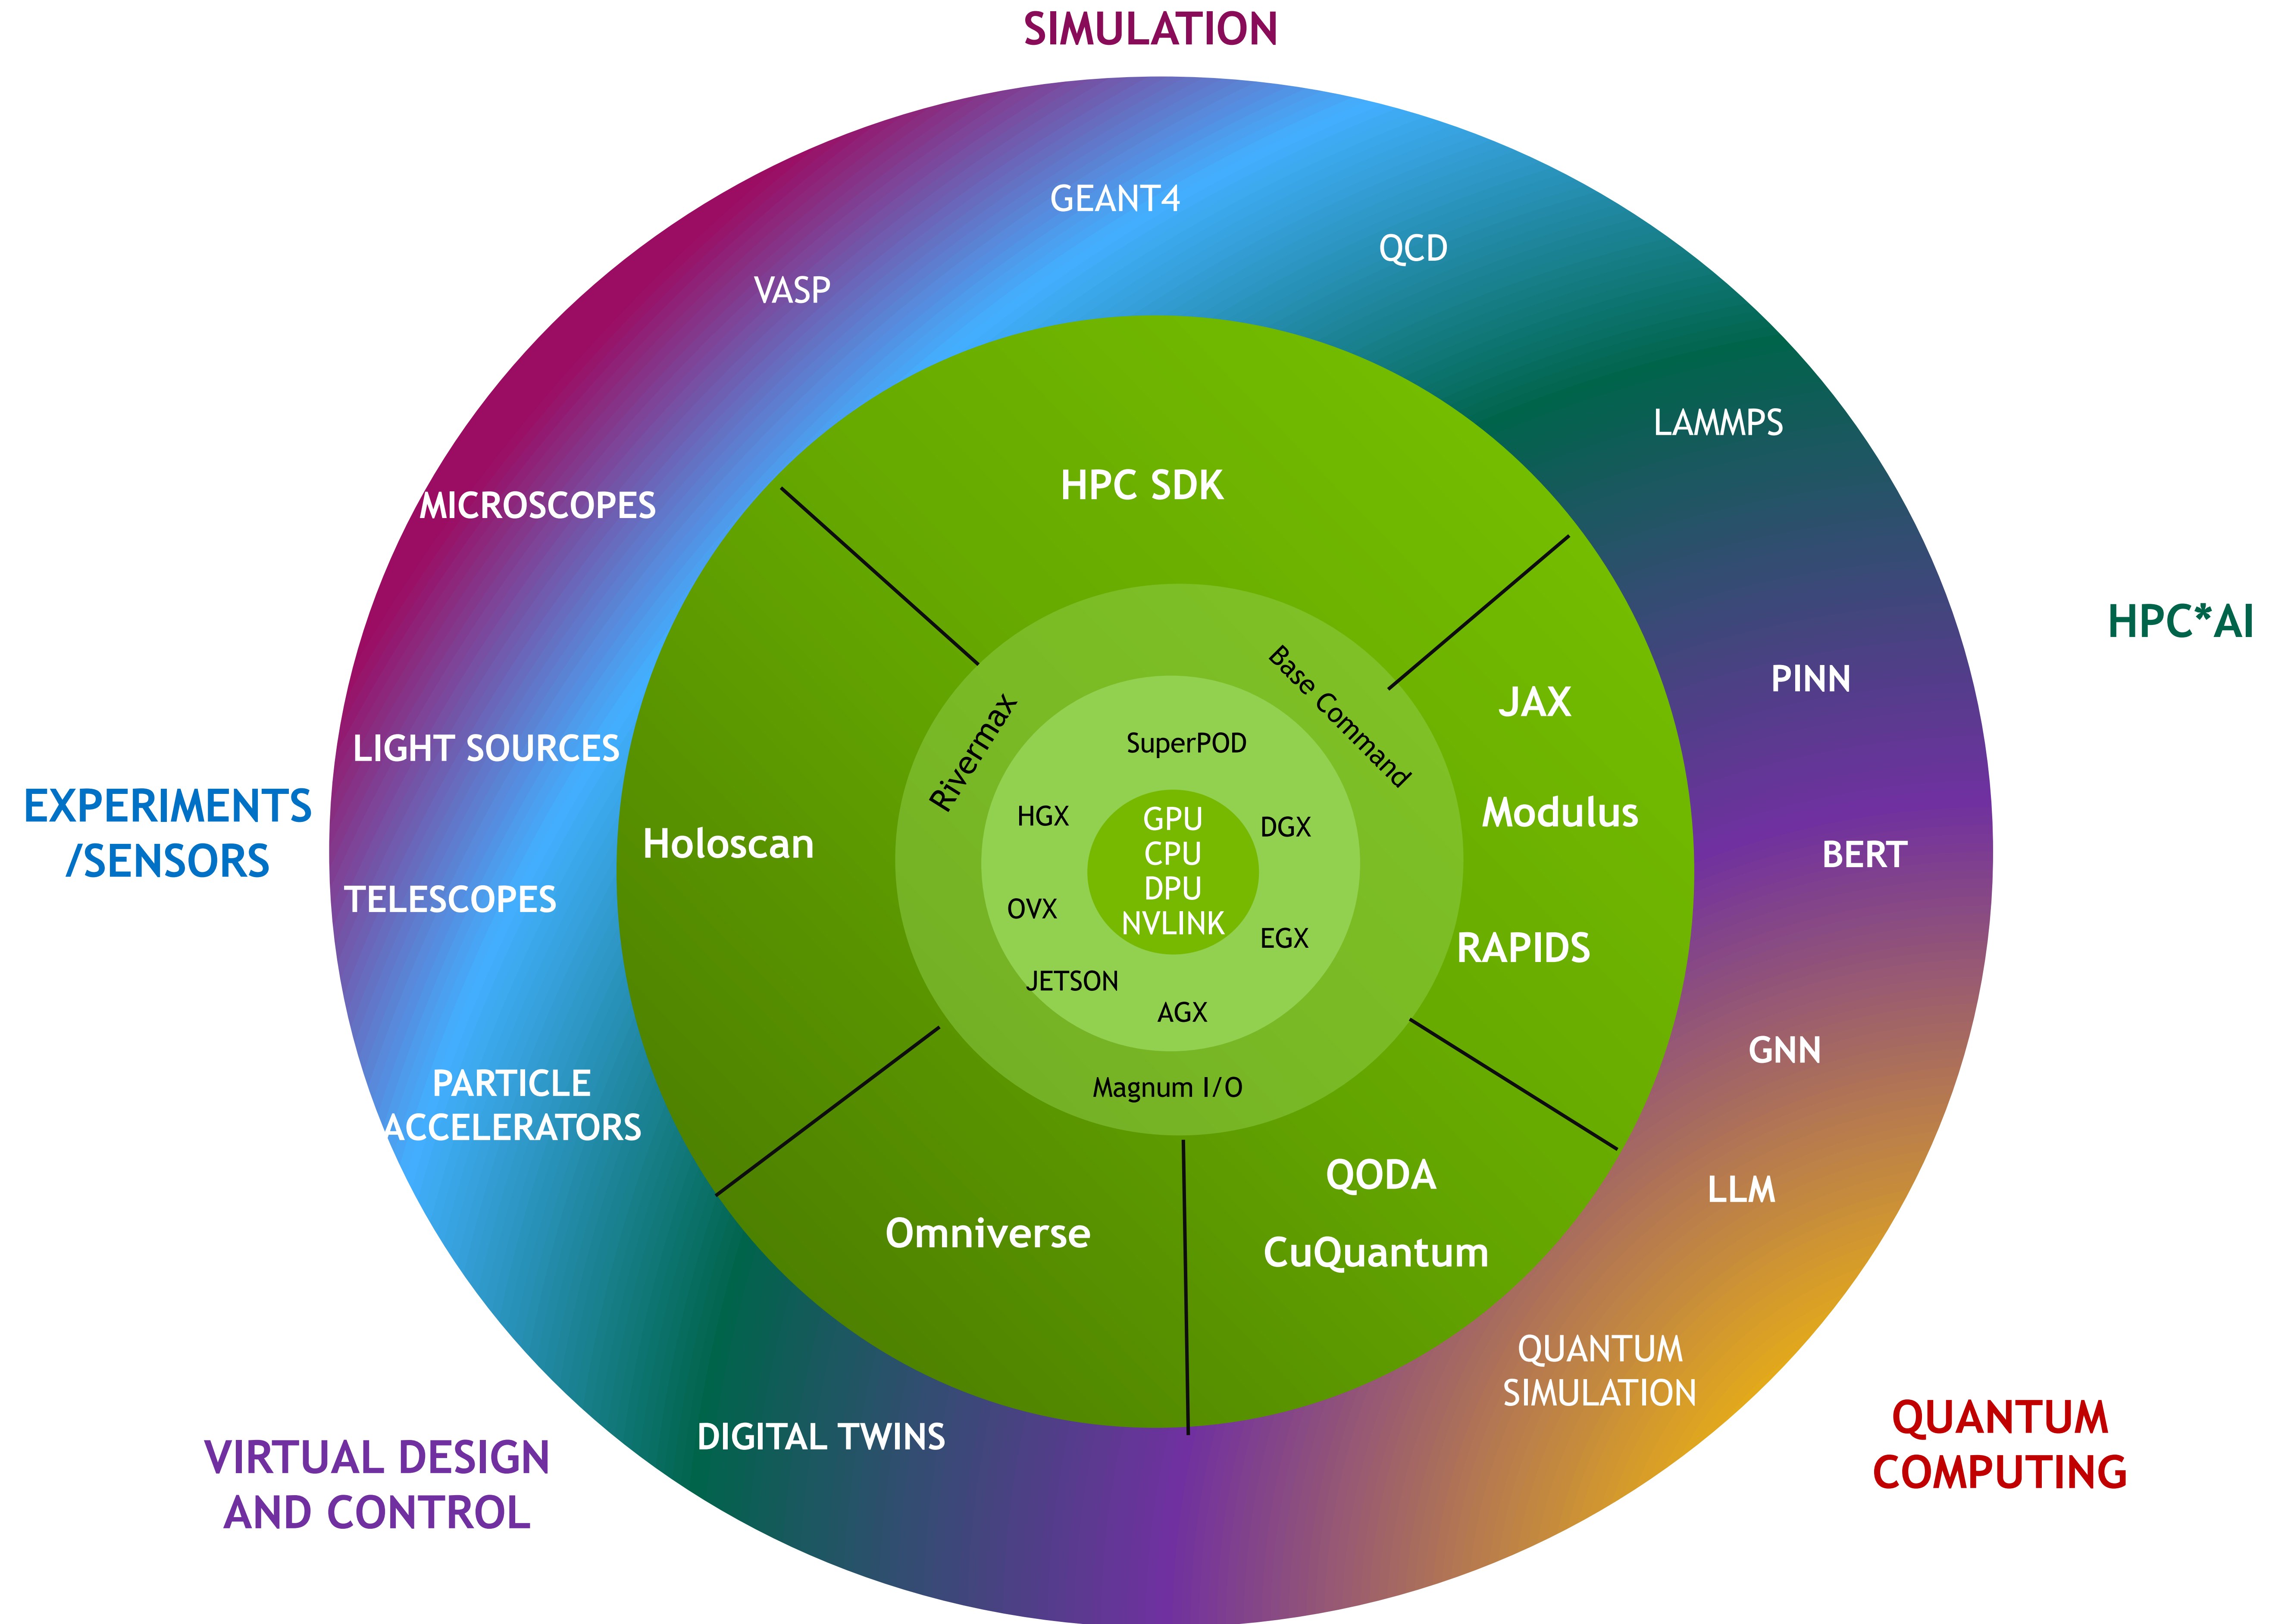 SIMULATION
GEANT4
QCD
VASP
LAMMPS
MICROSCOPES
HPC SDK
HPC*AI
PINN
JAX
Base Command
Rivermax
LIGHT SOURCES
SuperPOD
Modulus
EXPERIMENTS
/SENSORS
HGX
DGX
GPU
CPU
DPU
NVLINK
Holoscan
BERT
TELESCOPES
OVX
EGX
RAPIDS
JETSON
AGX
GNN
PARTICLE
ACCELERATORS
Magnum I/O
QODA
CuQuantum
LLM
Omniverse
QUANTUM
SIMULATION
DIGITAL TWINS
VIRTUAL DESIGN
AND CONTROL
QUANTUM
COMPUTING